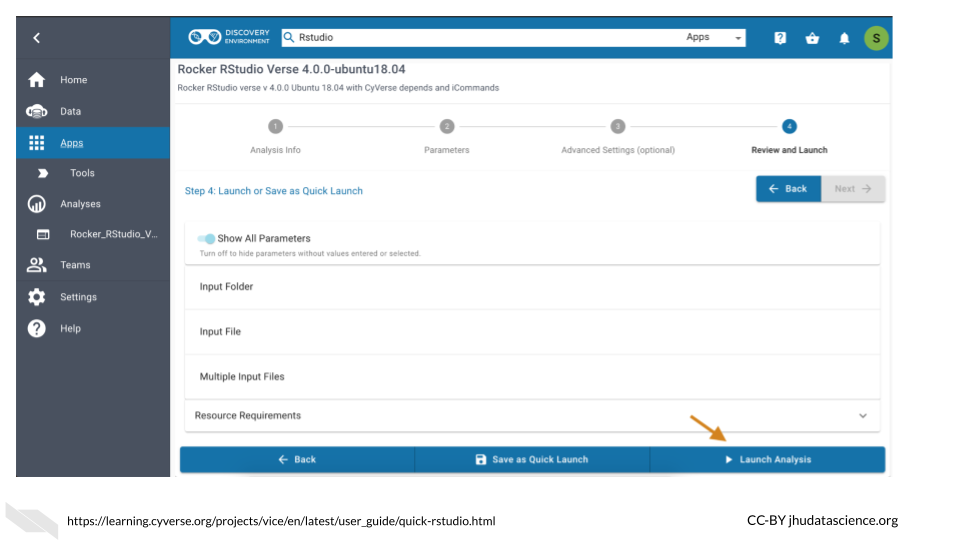 DISCOVERY
ENVIRONMENT
Rstudio
Apps
?
S
Home
Data
Apps
Tools
Analyses
Rocker_RStudio_V...
Teams
Settings
? Help
Rocker RStudio Verse 4.0.0-ubuntu18.04
Rocker RStudio verse v 4.0.0 Ubuntu 18.04 with CyVerse depends and iCommands
1 2 3 4
Analysis Info Parameters Advanced Settings (optional) Review and Launch
Step 4: Launch or Save as Quick Launch
← Back Next →
Show All Parameters
Turn off to hide parameters without values entered or selected.
Input Folder
Input File
Multiple Input Files
Resource Requirements
← Back Save as Quick Launch Launch Analysis
https://learning.cyverse.org/projects/vice/en/latest/user_guide/quick-rstudio.html
CC-BY jhudatascience.org